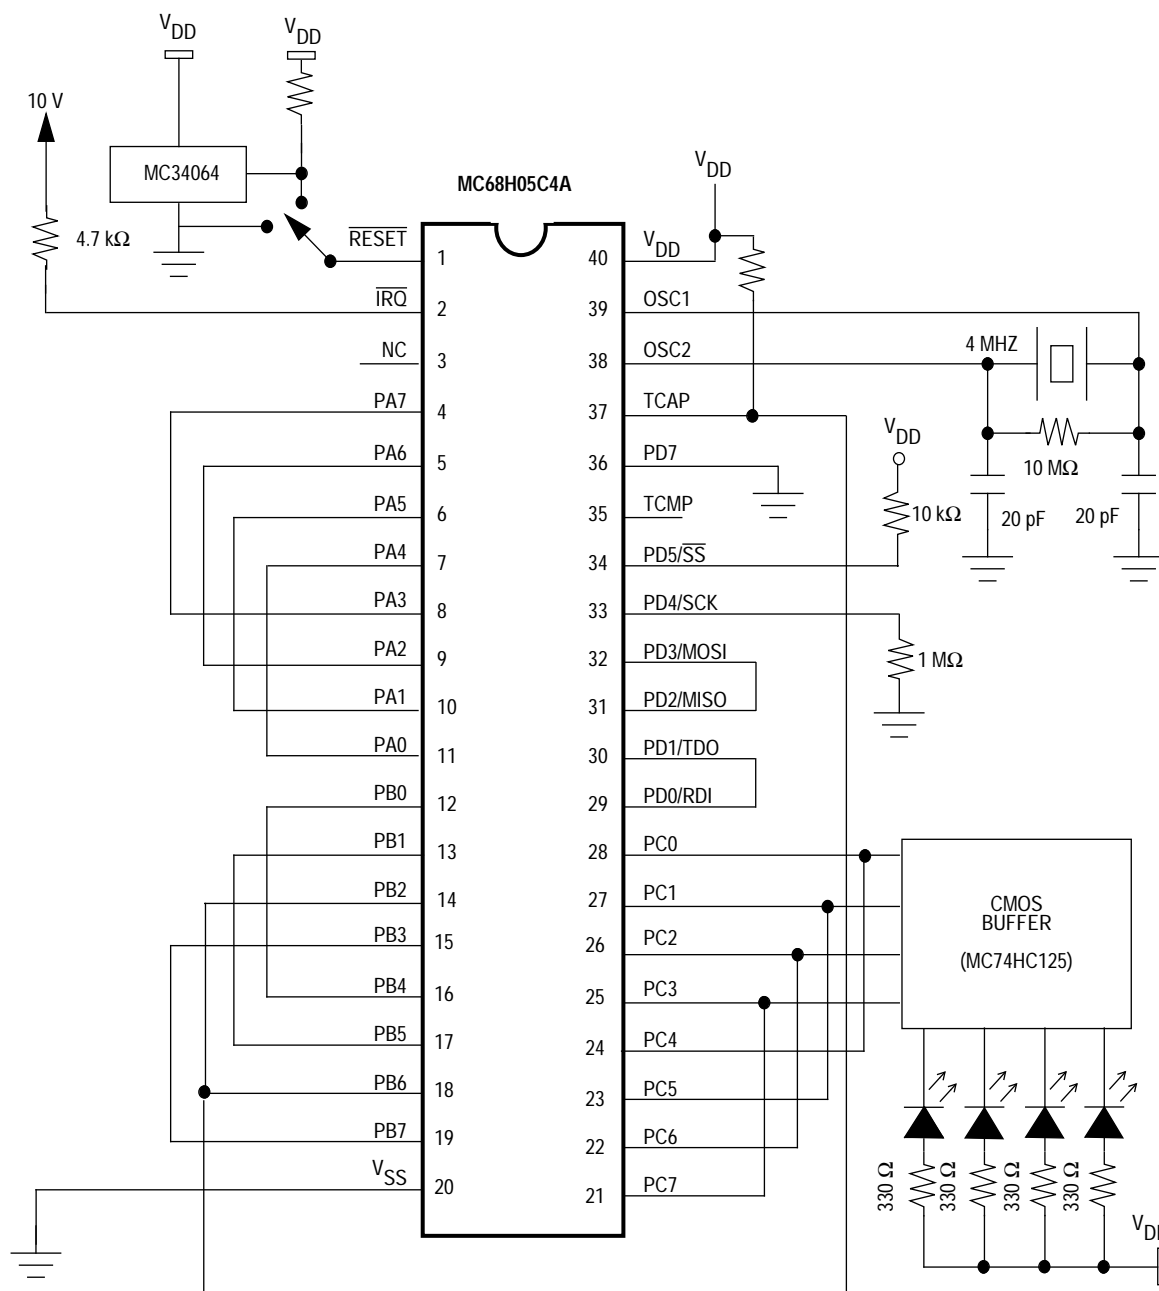 VDD
VDD
10 V
MC34064
4.7 kΩ
MC68H05C4A
VDD
RESET
1
40
VDD
IRQ
2
39
OSC1
NC
3
38
OSC2
4 MHZ
PA7
4
37
TCAP
VDD
PA6
5
36
PD7
10 MΩ
PA5
6
35
TCMP
10 kΩ
20 pF
20 pF
PA4
7
34
PD5/SS
PA3
8
33
PD4/SCK
PA2
9
32
PD3/MOSI
1 MΩ
PA1
10
31
PD2/MISO
PA0
11
30
PD1/TDO
PB0
12
29
PD0/RDI
PB1
13
28
PC0
PB2
14
27
PC1
CMOS
BUFFER
(MC74HC125)
PB3
15
26
PC2
PB4
16
25
PC3
PB5
17
24
PC4
PB6
18
23
PC5
PB7
19
22
PC6
VSS
20
21
PC7
330 Ω
330 Ω
330 Ω
330 Ω